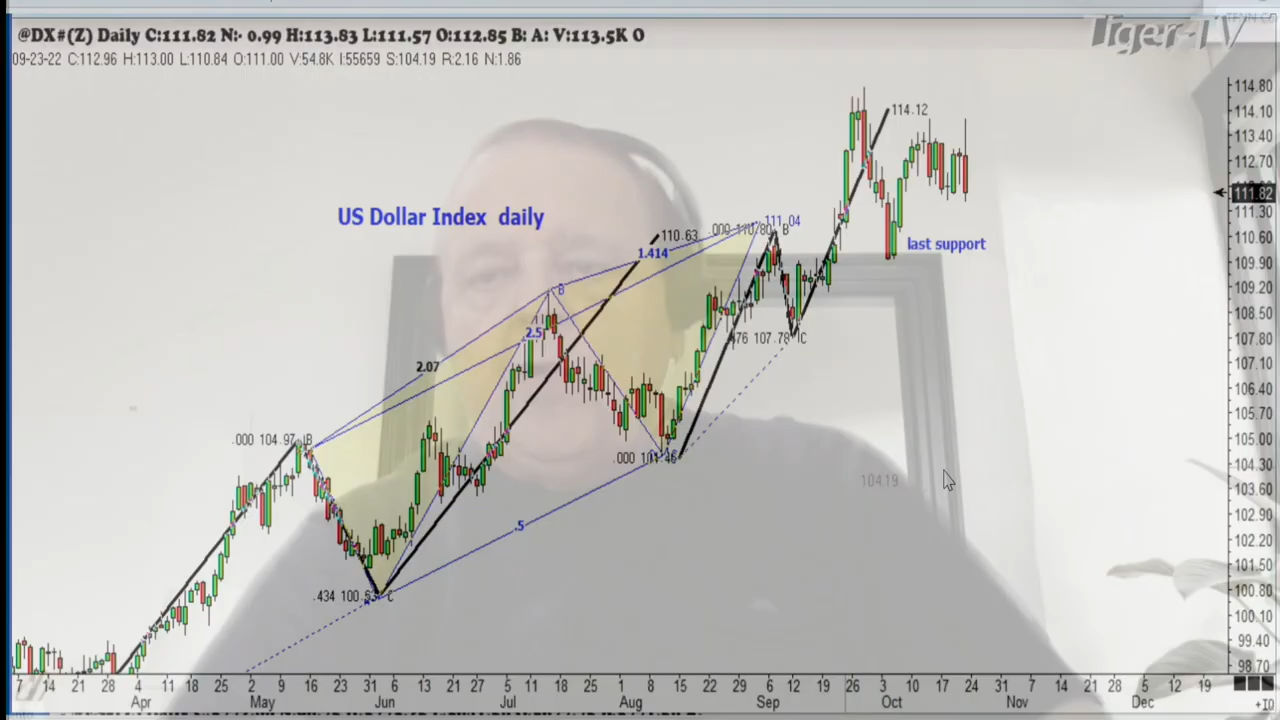 @DX#(Z) Daily C:111.82 N:- 0.99 H:113.83 L:111.57 O:112.85 B: A: V:113.5K O
Tiger-TV
09-23-22 C:112.96 H:113.00 L:110.84 O:111.00 V:54.8K I:55659 S:104.19 R:2.16 N:1.86
114.80
114.10
113.40
112.70
111.82
111.30
110.60
109.90
109.20
108.50
107.80
107.10
106.40
105.70
105.00
104.30
103.60
102.90
102.20
101.50
100.80
100.10
99.40
98.70
114.12
US Dollar Index daily
111.04
B
110.63
1.414
last support
B
2.5
2.07
.476 107.78 C
.000 104.97 B
.5
104.19
.434 100.53 C
7 14 21 28 4 11 18 25 2 9 16 23 31 6 13 21 27 5 11 18 25 1 8 15 22 29 6 12 19 26 3 10 17 24 31 7 14 21 28 5 12 19
Apr May Jun Jul Aug Sep Oct Nov Dec